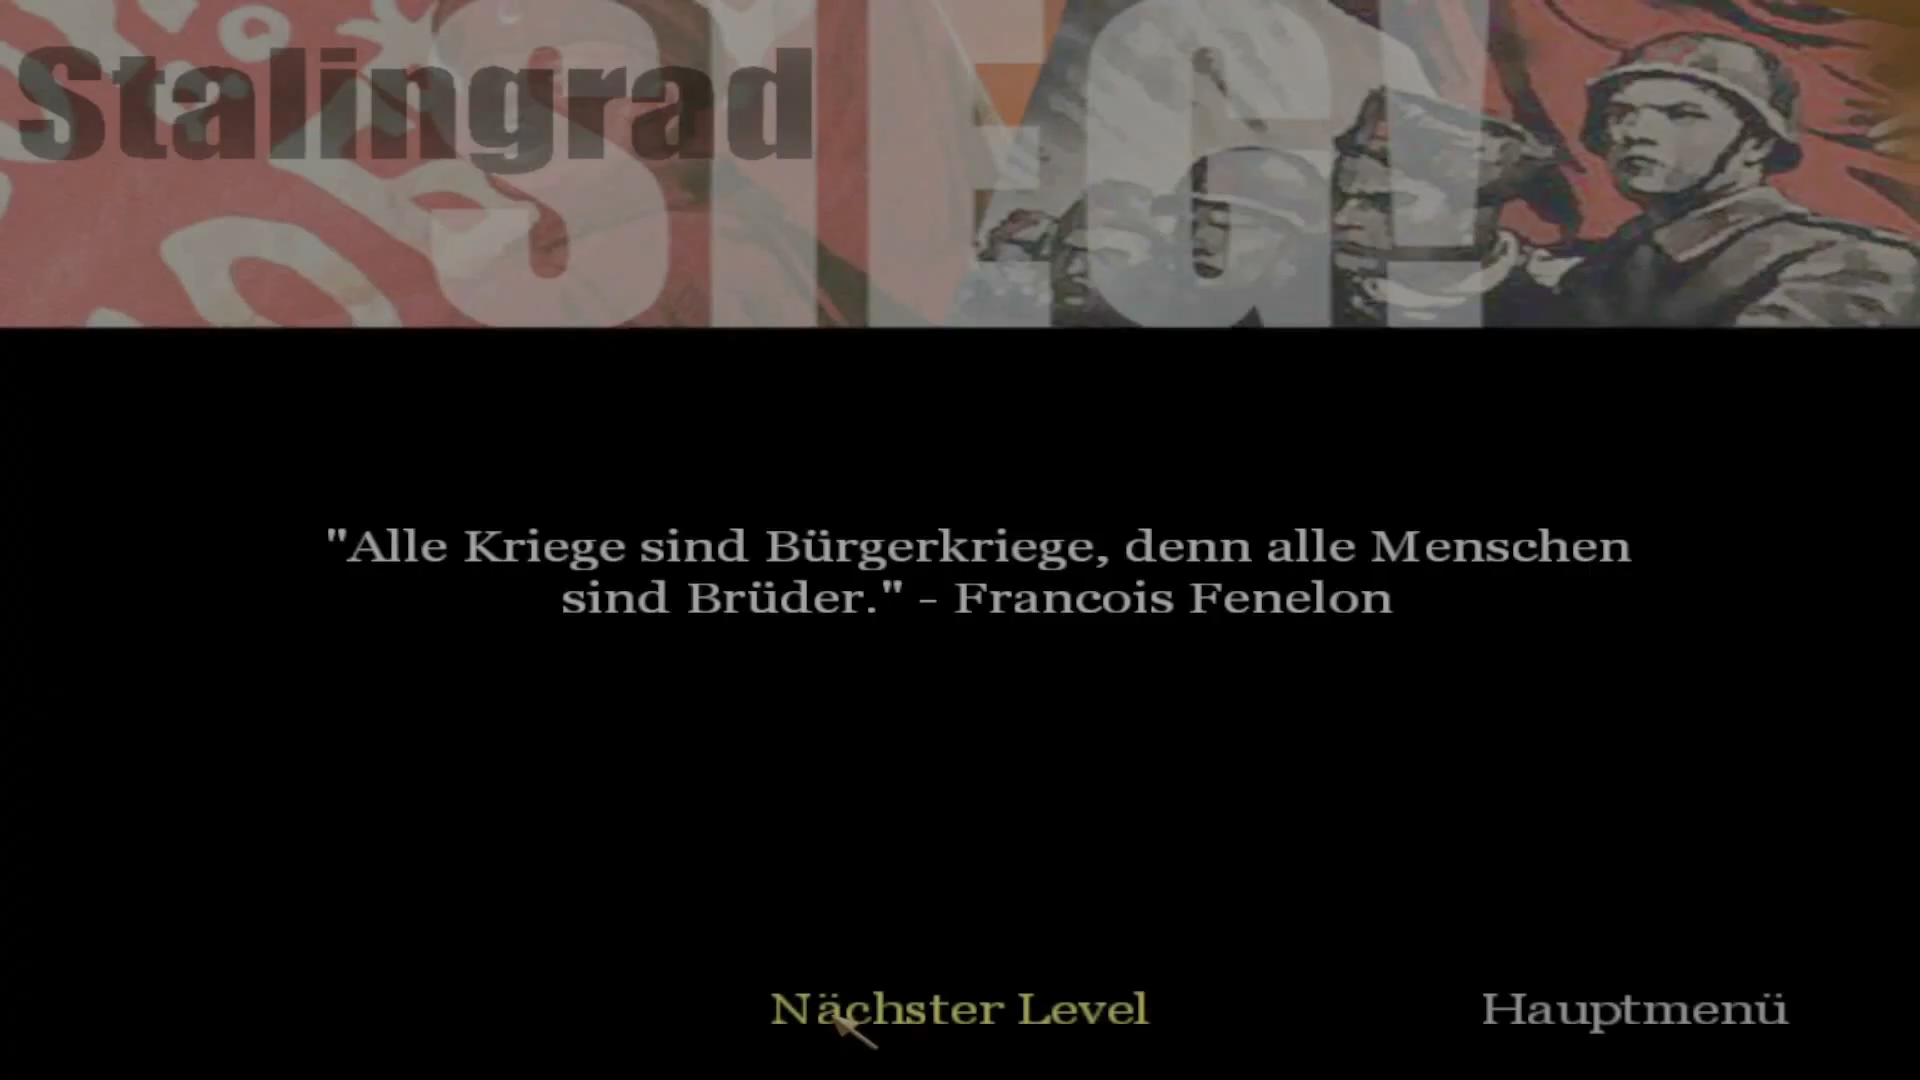 Stalingrad
SIEG!
"Alle Kriege sind Bürgerkriege, denn alle Menschen
sind Brüder." - Francois Fenelon
Nächster Level
Hauptmenü